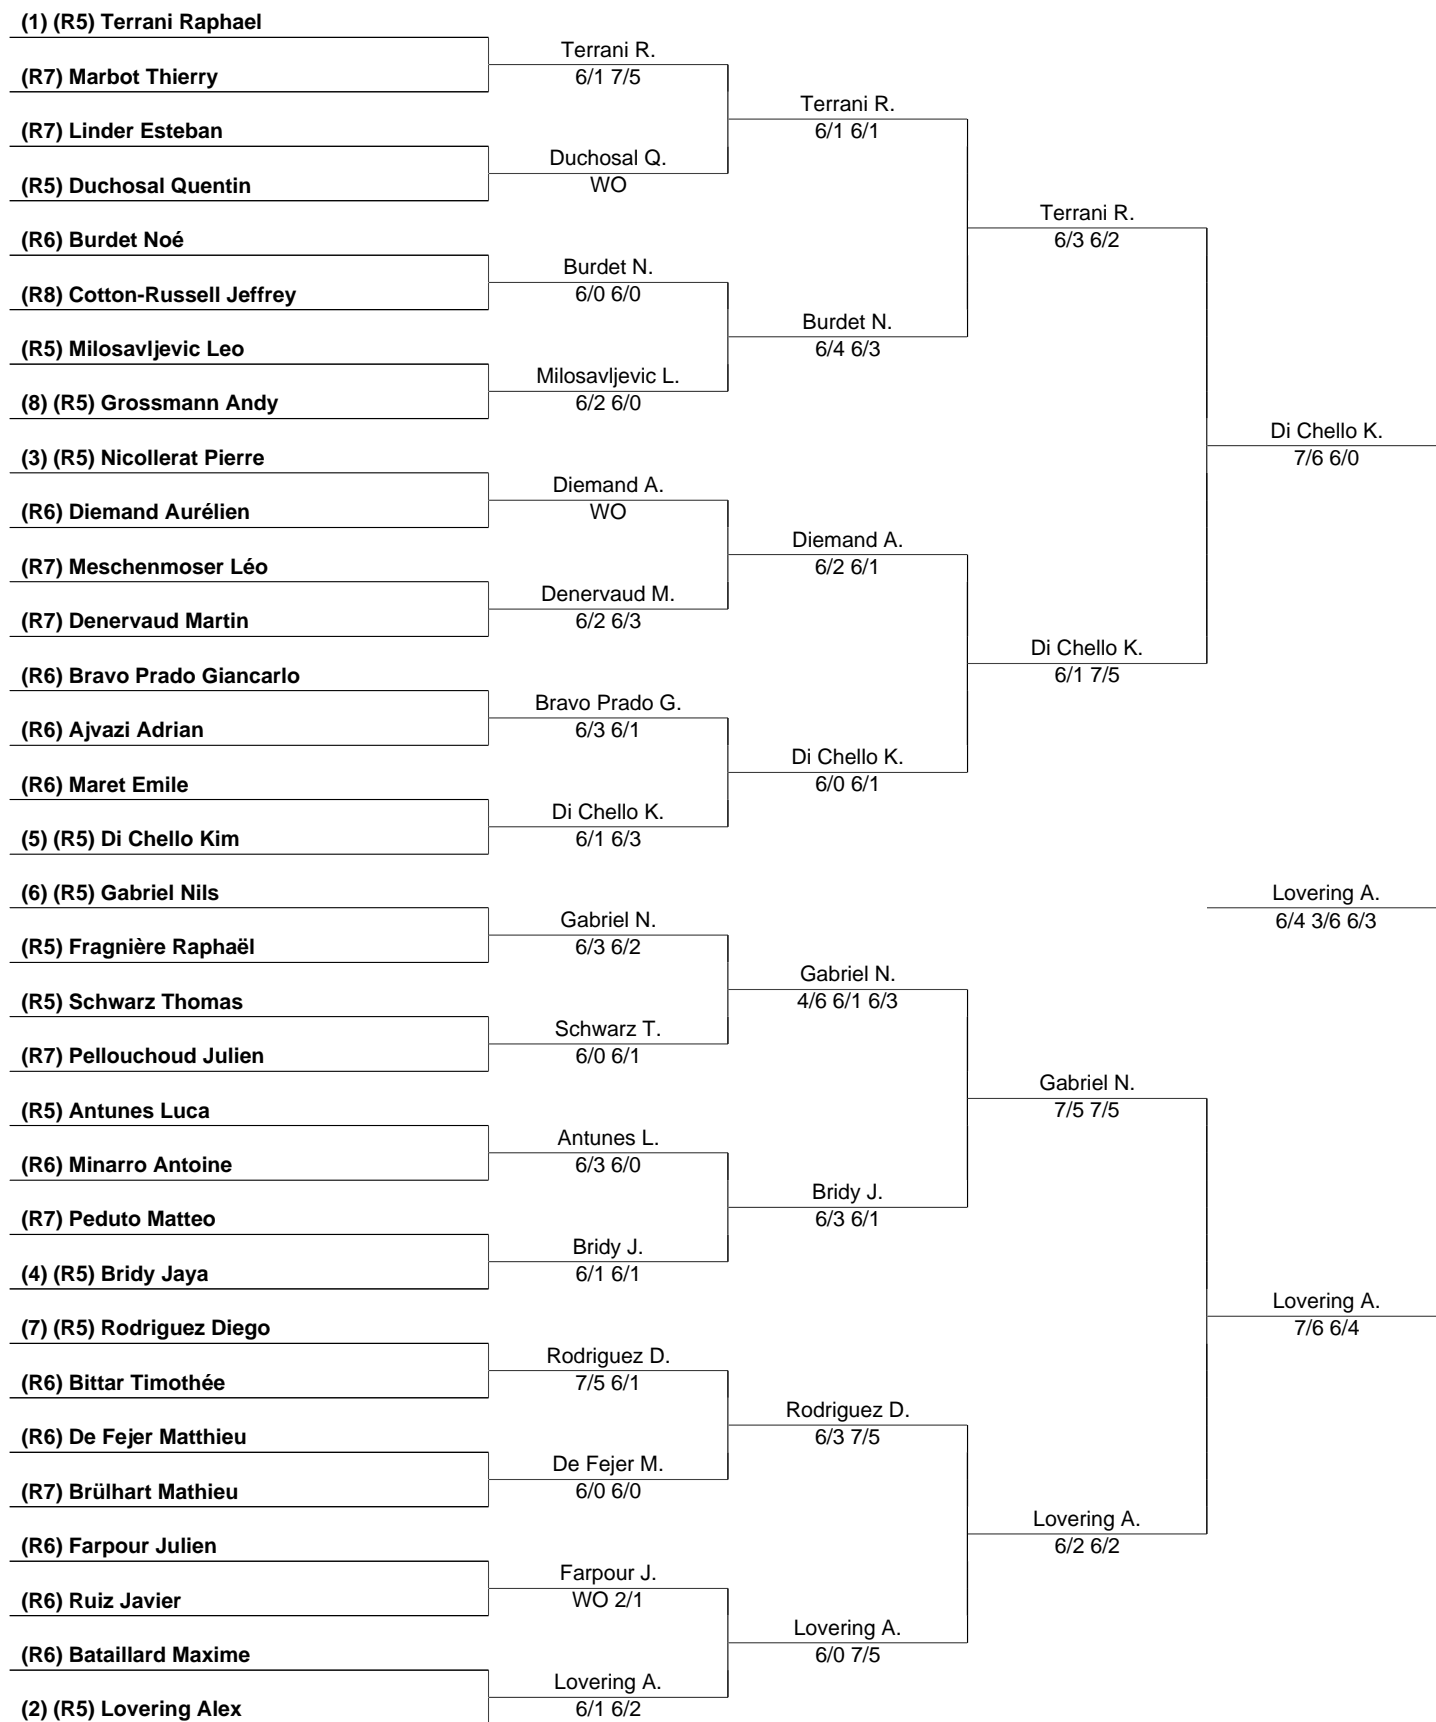 (1) (R5) Terrani Raphael
(R7) Marbot Thierry
(R7) Linder Esteban
(R5) Duchosal Quentin
(R6) Burdet Noé
(R8) Cotton-Russell Jeffrey
(R5) Milosavljevic Leo
(8) (R5) Grossmann Andy
(3) (R5) Nicollerat Pierre
(R6) Diemand Aurélien
(R7) Meschenmoser Léo
(R7) Denervaud Martin
(R6) Bravo Prado Giancarlo
(R6) Ajvazi Adrian
(R6) Maret Emile
(5) (R5) Di Chello Kim
(6) (R5) Gabriel Nils
(R5) Fragnière Raphaël
(R5) Schwarz Thomas
(R7) Pellouchoud Julien
(R5) Antunes Luca
(R6) Minarro Antoine
(R7) Peduto Matteo
(4) (R5) Bridy Jaya
(7) (R5) Rodriguez Diego
(R6) Bittar Timothée
(R6) De Fejer Matthieu
(R7) Brülhart Mathieu
(R6) Farpour Julien
(R6) Ruiz Javier
(R6) Bataillard Maxime
(2) (R5) Lovering Alex
Terrani R.
6/1 7/5
Duchosal Q.
WO
Burdet N.
6/0 6/0
Milosavljevic L.
6/2 6/0
Diemand A.
WO
Denervaud M.
6/2 6/3
Bravo Prado G.
6/3 6/1
Di Chello K.
6/1 6/3
Gabriel N.
6/3 6/2
Schwarz T.
6/0 6/1
Antunes L.
6/3 6/0
Bridy J.
6/1 6/1
Rodriguez D.
7/5 6/1
De Fejer M.
6/0 6/0
Farpour J.
WO 2/1
Lovering A.
6/1 6/2
Terrani R.
6/1 6/1
Burdet N.
6/4 6/3
Diemand A.
6/2 6/1
Di Chello K.
6/0 6/1
Gabriel N.
4/6 6/1 6/3
Bridy J.
6/3 6/1
Rodriguez D.
6/3 7/5
Lovering A.
6/0 7/5
Terrani R.
6/3 6/2
Di Chello K.
6/1 7/5
Gabriel N.
7/5 7/5
Lovering A.
6/2 6/2
Di Chello K.
7/6 6/0
Lovering A.
6/4 3/6 6/3
Lovering A.
7/6 6/4